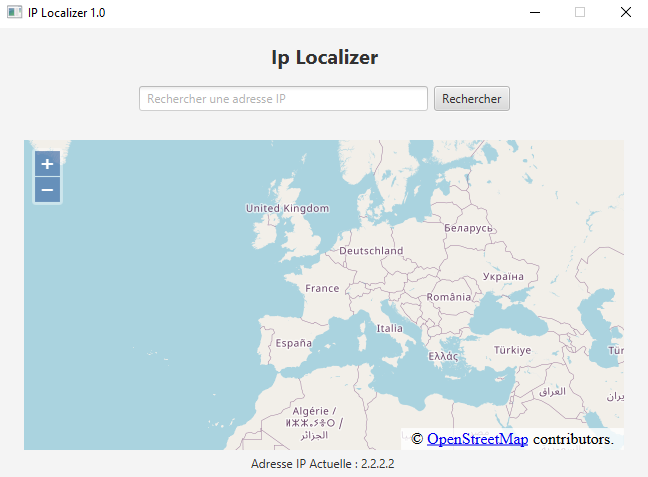 IP Localizer 1.0
Ip Localizer
Rechercher une adresse IP
Rechercher
+
−
United Kingdom
Беларусь
Deutschland
Україна
France
România
Italia
España
Ελλάς
Türkiye
Algérie /
ⵍⵣⵣⴰⵢⴻⵔ /
الجزائر
العراق
© OpenStreetMap contributors.
Adresse IP Actuelle : 2.2.2.2